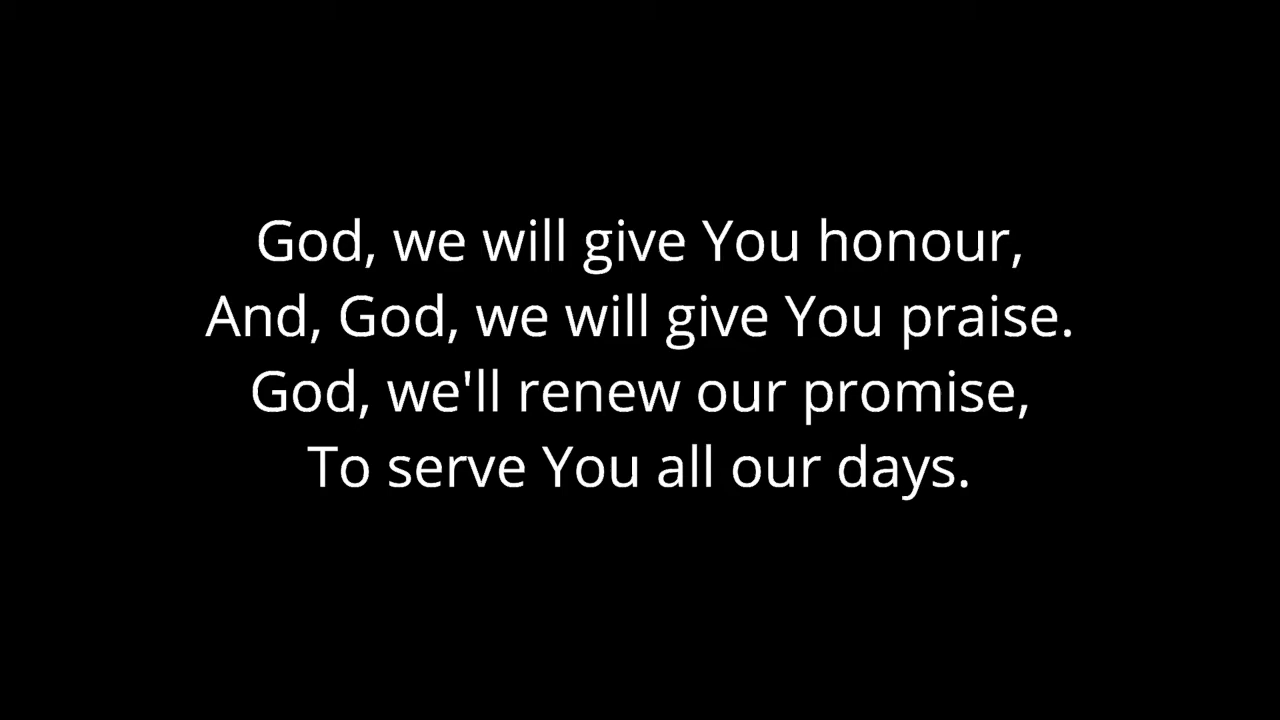 God, we will give You honour,
And, God, we will give You praise.
God, we'll renew our promise,
To serve You all our days.